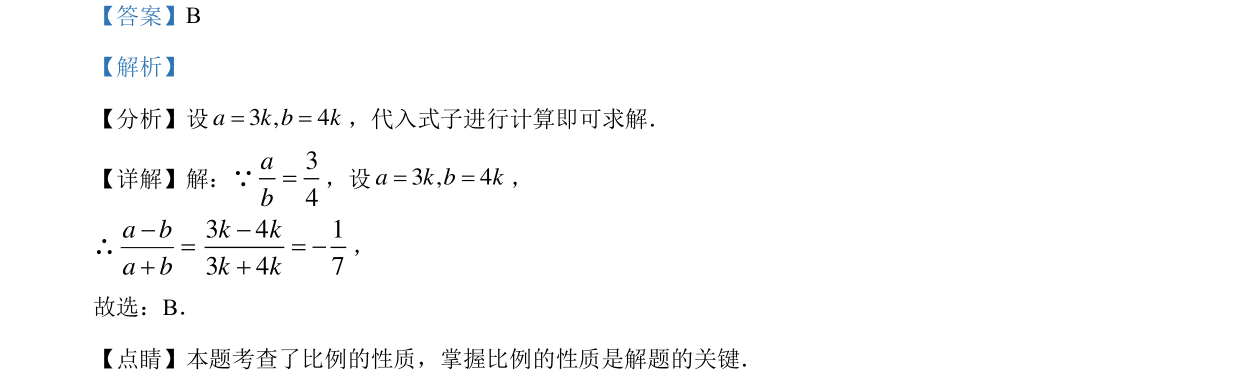 【答案】B
【解析】
【分析】设 a = 3k, b = 4k ，代入式子进行计算即可求解．
【详解】解：∵ a/b = 3/4，设 a = 3k, b = 4k ，
∴ (a − b)/(a + b) = (3k − 4k)/(3k + 4k) = − 1/7 ，
故选：B．
【点睛】本题考查了比例的性质，掌握比例的性质是解题的关键．